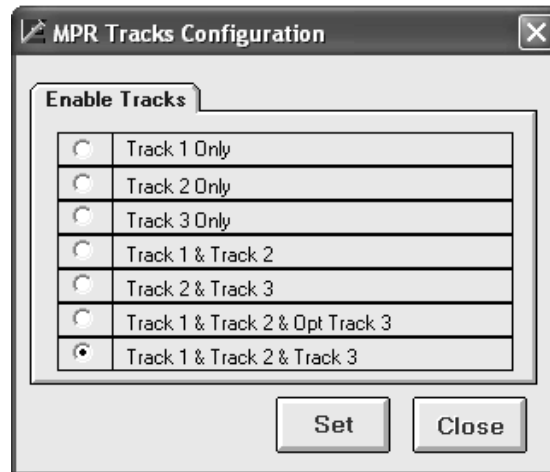 MPR Tracks Configuration
Enable Tracks
Track 1 Only
Track 2 Only
Track 3 Only
Track 1 & Track 2
Track 2 & Track 3
Track 1 & Track 2 & Opt Track 3
Track 1 & Track 2 & Track 3
Set Close